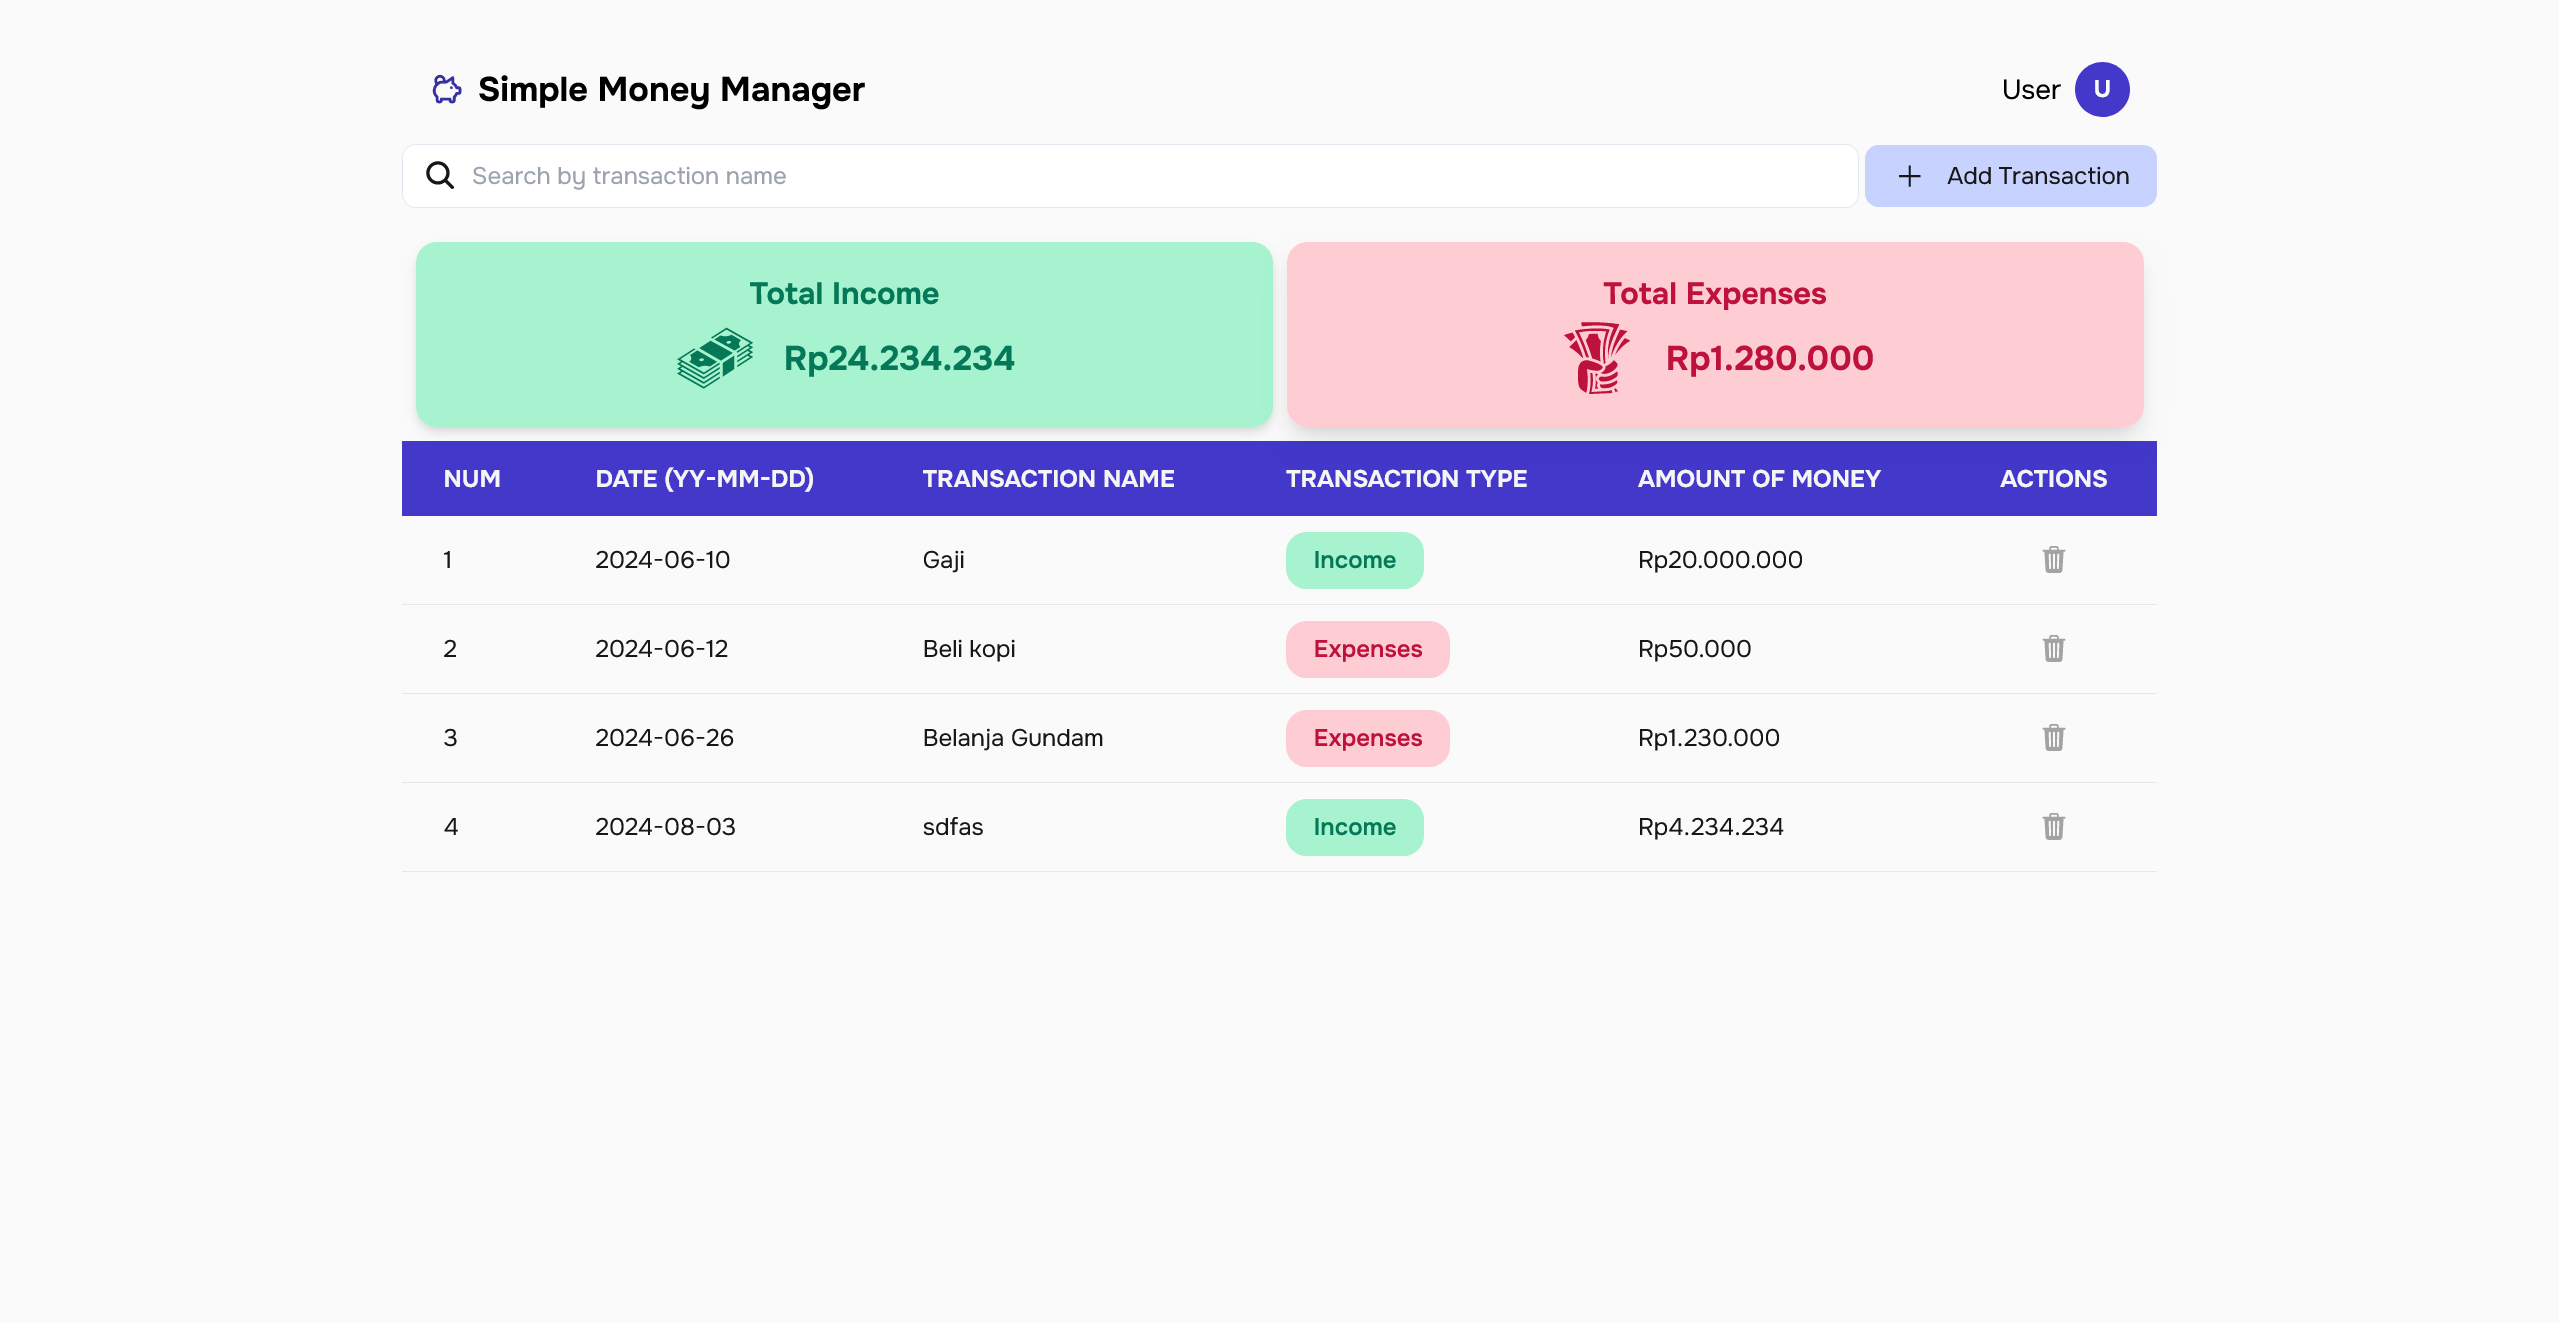 Simple Money Manager
User U
Search by transaction name
Add Transaction
Total Income
Rp24.234.234
Total Expenses
Rp1.280.000
NUM DATE (YY-MM-DD) TRANSACTION NAME TRANSACTION TYPE AMOUNT OF MONEY ACTIONS
1 2024-06-10 Gaji Income Rp20.000.000
2 2024-06-12 Beli kopi Expenses Rp50.000
3 2024-06-26 Belanja Gundam Expenses Rp1.230.000
4 2024-08-03 sdfas Income Rp4.234.234